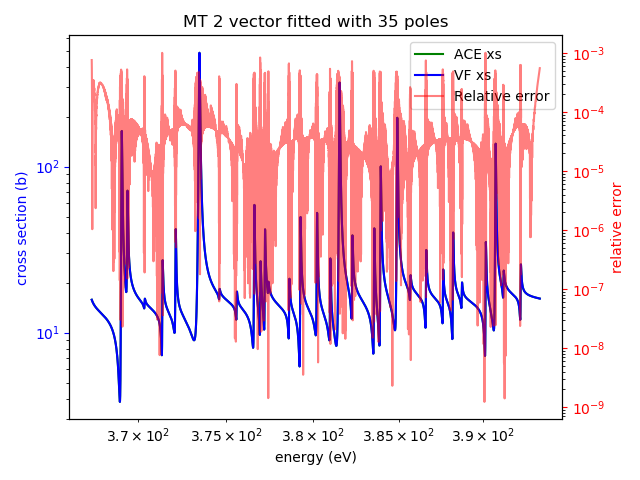 MT 2 vector fitted with 35 poles
ACE xs
VF xs
Relative error
cross section (b)
10²
10¹
relative error
10⁻³
10⁻⁴
10⁻⁵
10⁻⁶
10⁻⁷
10⁻⁸
10⁻⁹
3.7 × 10² 3.75 × 10² 3.8 × 10² 3.85 × 10² 3.9 × 10²
energy (eV)